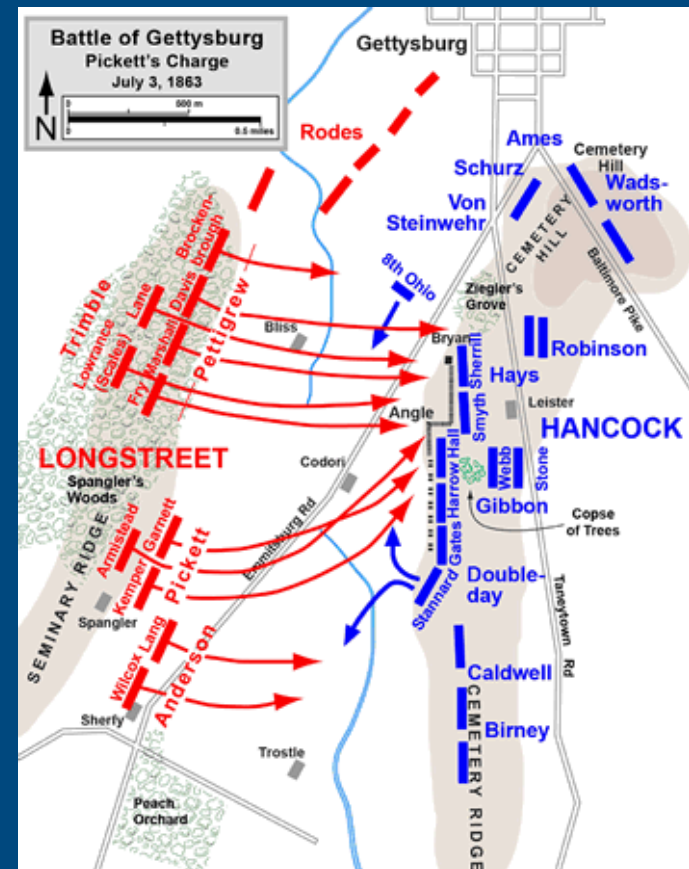 Battle of Gettysburg
Pickett's Charge
July 3, 1863
0 500 m
N
0 0.5 miles
Gettysburg
Rodes
Ames
Cemetery
Hill
Schurz
Wads-
worth
Von
Steinwehr
CEMETERY
HILL
Baltimore Pike
Brocken-
brough
Davis
8th Ohio
Ziegler's
Grove
Trimble
Lane
Marshall
Pettigrew
Bliss
Bryan
Sherrill
Robinson
Lowrance
(Scales)
Fry
Hays
Smyth
Leister
Angle
HANCOCK
LONGSTREET
Hall
Webb
Stone
Spangler's
Woods
Codori
Harrow
Gibbon
Copse
of Trees
Armistead
Garnett
Emmitsburg Rd
Gates
Kemper
Pickett
Stannard
Double-
day
Taneytown
Rd
SEMINARY RIDGE
Spangler
Lang
Wilcox
Anderson
Caldwell
Sherfy
Birney
CEMETERY RIDGE
Trostle
Peach
Orchard